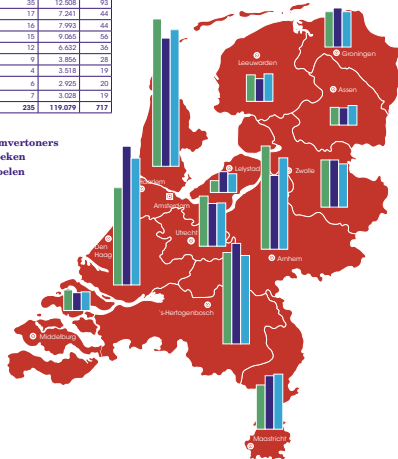 35 12.508 93
17 7.241 44
16 7.993 44
15 9.065 56
12 6.632 36
9 3.856 28
4 3.518 19
6 2.925 20
7 3.028 19
235 119.079 717
mvertoners
eken
oelen
Groningen
Leeuwarden
Assen
Lelystad
Zwolle
Haarlem
Amsterdam
Utrecht
Den
Haag
Arnhem
's-Hertogenbosch
Middelburg
Maastricht